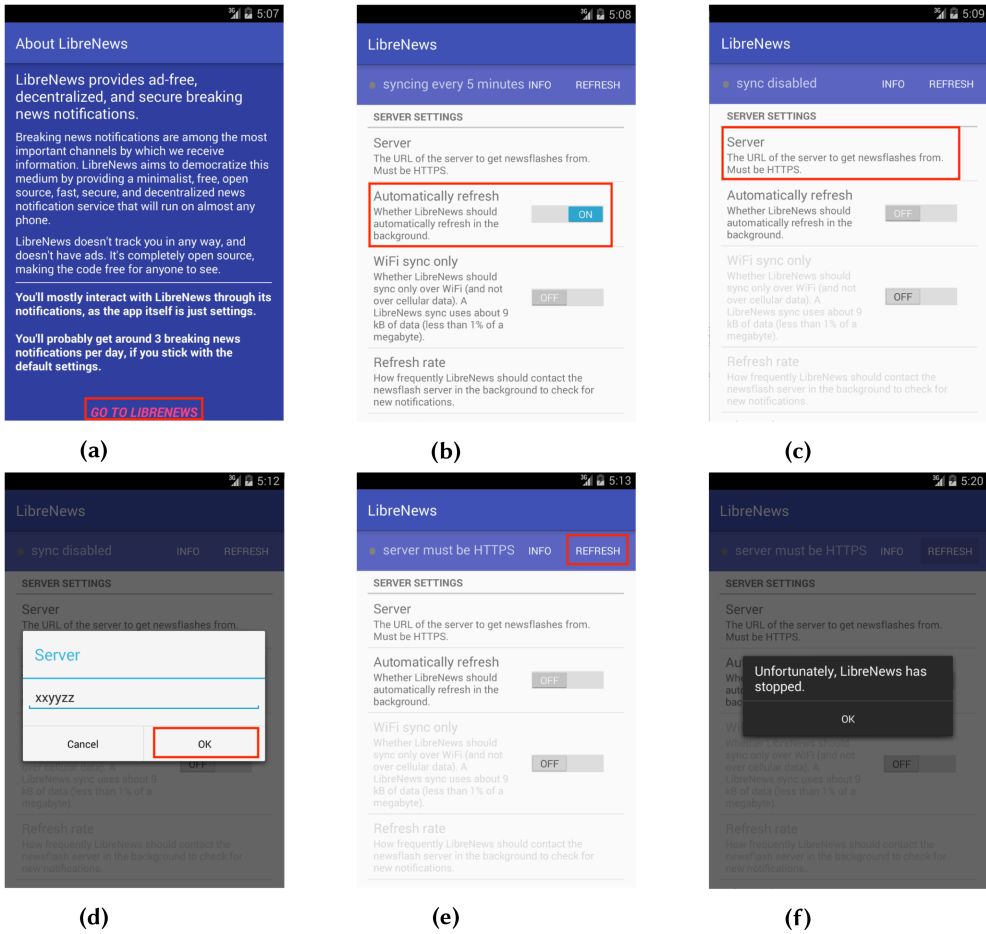 3G 5:07
About LibreNews
LibreNews provides ad-free,
decentralized, and secure breaking
news notifications.
Breaking news notifications are among the most
important channels by which we receive
information. LibreNews aims to democratize this
medium by providing a minimalist, free, open
source, fast, secure, and decentralized news
notification service that will run on almost any
phone.
LibreNews doesn't track you in any way, and
doesn't have ads. It's completely open source,
making the code free for anyone to see.
You'll mostly interact with LibreNews through its
notifications, as the app itself is just settings.
You'll probably get around 3 breaking news
notifications per day, if you stick with the
default settings.
GO TO LIBRENEWS
(a)
3G 5:08
LibreNews
syncing every 5 minutes INFO REFRESH
SERVER SETTINGS
Server
The URL of the server to get newsflashes from.
Must be HTTPS.
Automatically refresh
Whether LibreNews should
automatically refresh in the
background.
ON
WiFi sync only
Whether LibreNews should
sync only over WiFi (and not
over cellular data). A
LibreNews sync uses about 9
kB of data (less than 1% of a
megabyte).
OFF
Refresh rate
How frequently LibreNews should contact the
newsflash server in the background to check for
new notifications.
(b)
3G 5:09
LibreNews
sync disabled INFO REFRESH
SERVER SETTINGS
Server
The URL of the server to get newsflashes from.
Must be HTTPS.
Automatically refresh
Whether LibreNews should
automatically refresh in the
background.
OFF
WiFi sync only
Whether LibreNews should
sync only over WiFi (and not
over cellular data). A
LibreNews sync uses about 9
kB of data (less than 1% of a
megabyte).
OFF
Refresh rate
How frequently LibreNews should contact the
newsflash server in the background to check for
new notifications.
(c)
3G 5:12
LibreNews
sync disabled INFO REFRESH
SERVER SETTINGS
Server
The URL of the server to get newsflashes from.
Server
xxyyzz
Cancel OK
over cellular data). A
LibreNews sync uses about 9
kB of data (less than 1% of a
megabyte).
OFF
Refresh rate
How frequently LibreNews should contact the
newsflash server in the background to check for
new notifications.
(d)
3G 5:13
LibreNews
server must be HTTPS INFO REFRESH
SERVER SETTINGS
Server
The URL of the server to get newsflashes from.
Must be HTTPS.
Automatically refresh
Whether LibreNews should
automatically refresh in the
background.
OFF
WiFi sync only
Whether LibreNews should
sync only over WiFi (and not
over cellular data). A
LibreNews sync uses about 9
kB of data (less than 1% of a
megabyte).
OFF
Refresh rate
How frequently LibreNews should contact the
newsflash server in the background to check for
new notifications.
(e)
3G 5:20
LibreNews
server must be HTTPS INFO REFRESH
SERVER SETTINGS
Server
The URL of the server to get newsflashes from.
Must be HTTPS.
Unfortunately, LibreNews has
stopped.
OK
Whether LibreNews should
sync only over WiFi (and not
over cellular data). A
LibreNews sync uses about 9
kB of data (less than 1% of a
megabyte).
OFF
Refresh rate
How frequently LibreNews should contact the
newsflash server in the background to check for
new notifications.
(f)